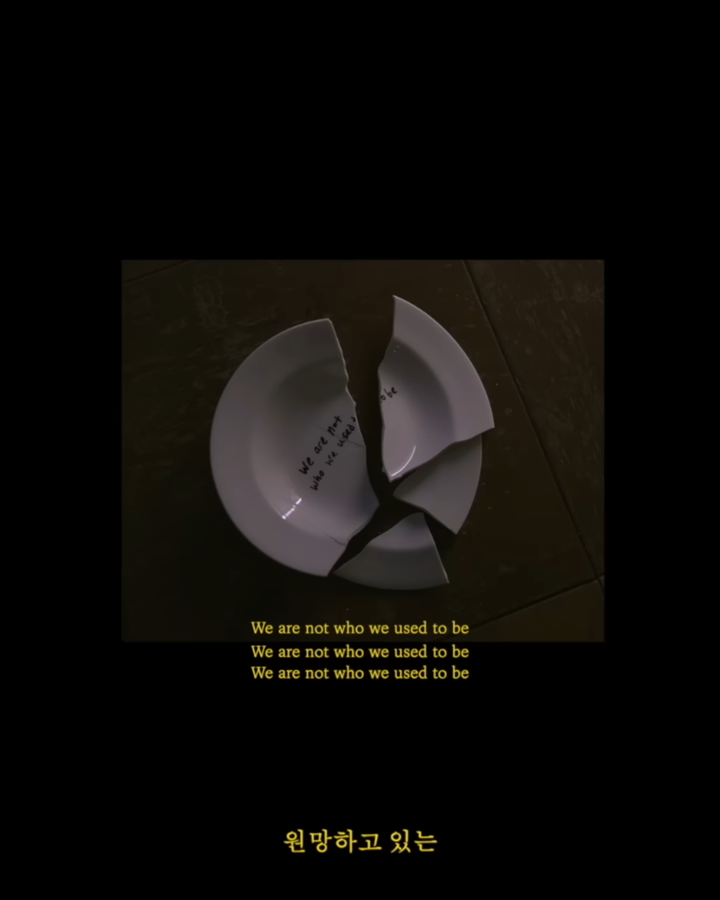 We are not
who we used
o be
We are not who we used to be
We are not who we used to be
We are not who we used to be
원망하고 있는